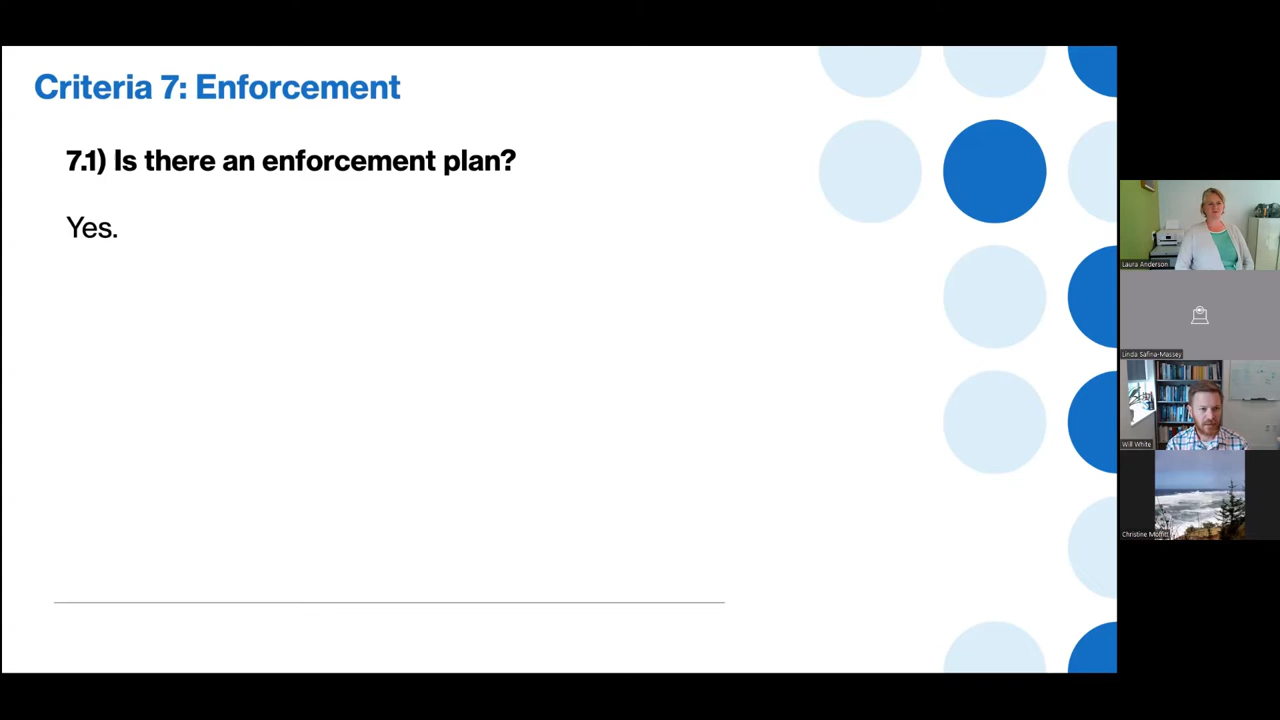 Criteria 7: Enforcement
7.1) Is there an enforcement plan?
Yes.
Laura Anderson
Linda Safina-Massey
Will White
Christine Moffitt